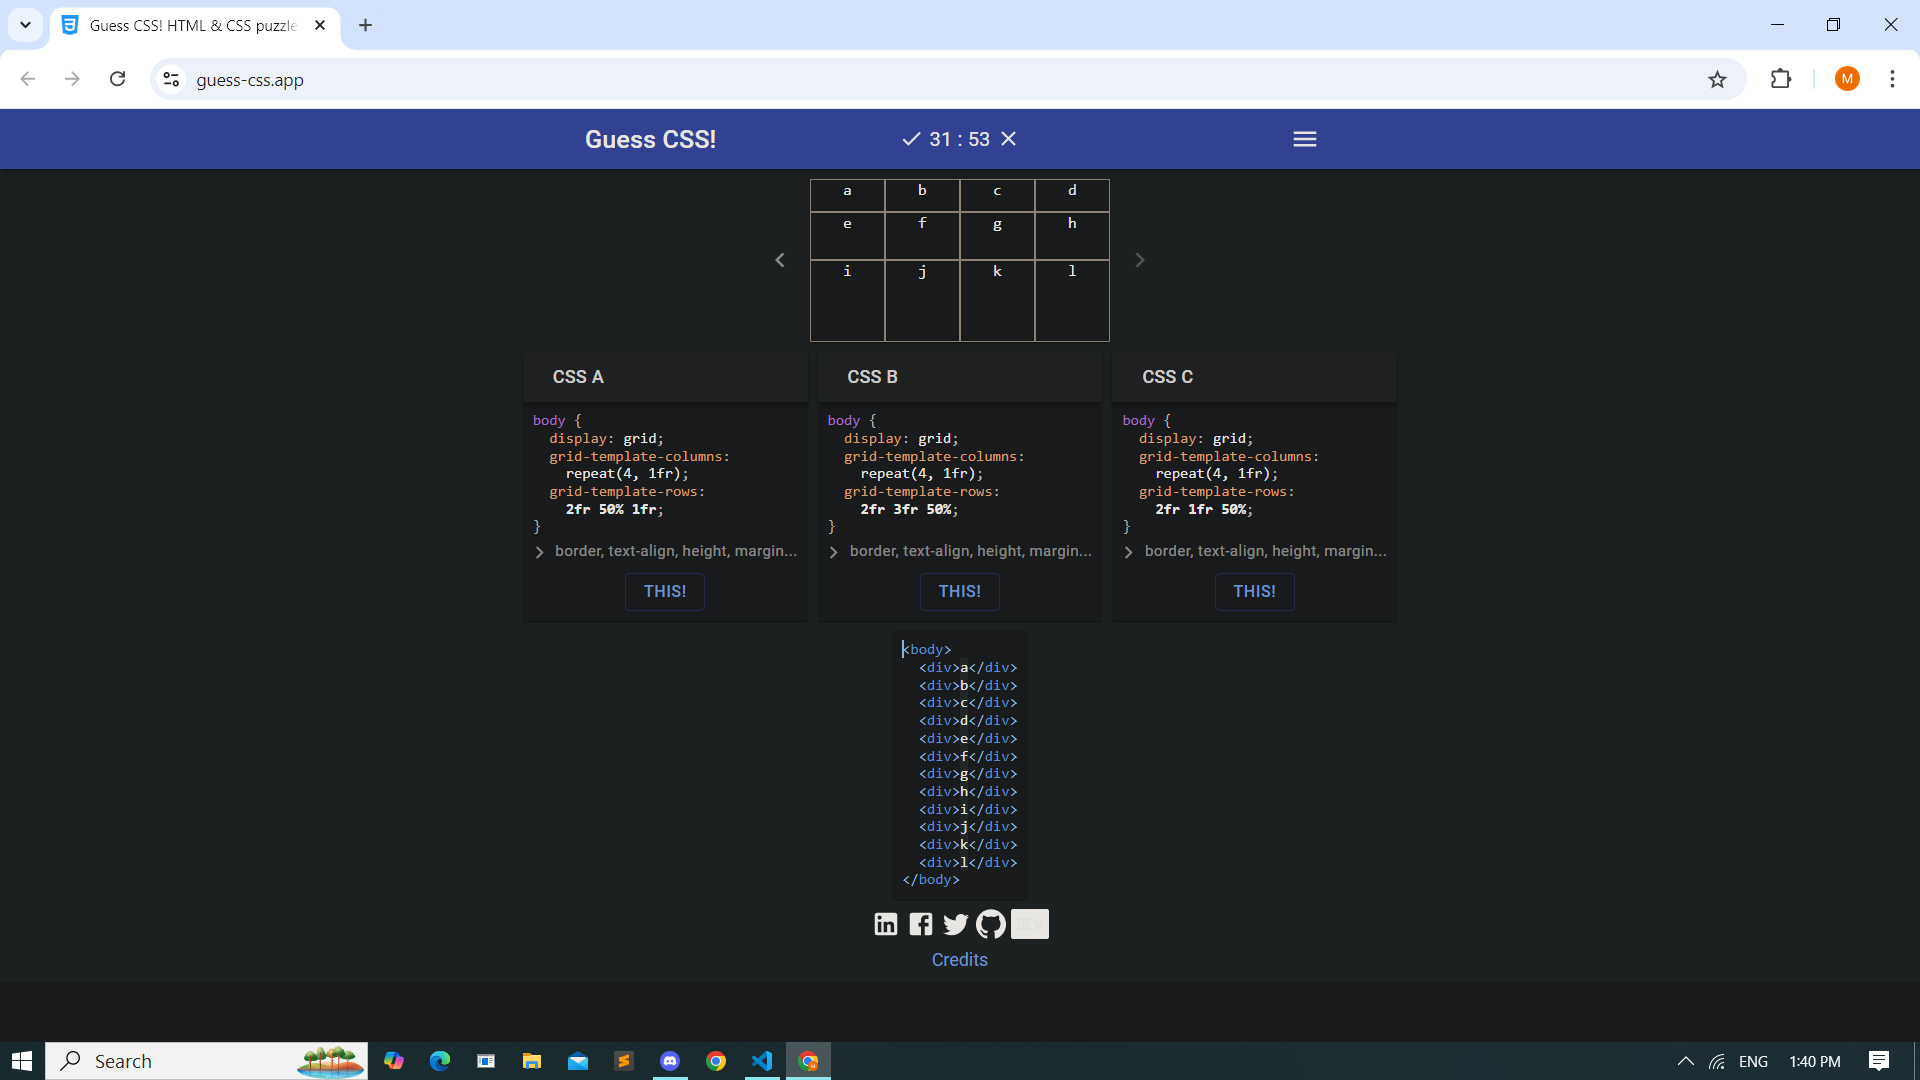 Guess CSS! HTML & CSS puzzle
guess-css.app
M
Guess CSS!
31 : 53
a b c d
e f g h
i j k l
CSS A
body {
display: grid;
grid-template-columns:
repeat(4, 1fr);
grid-template-rows:
2fr 50% 1fr;
}
border, text-align, height, margin...
THIS!
CSS B
body {
display: grid;
grid-template-columns:
repeat(4, 1fr);
grid-template-rows:
2fr 3fr 50%;
}
border, text-align, height, margin...
THIS!
CSS C
body {
display: grid;
grid-template-columns:
repeat(4, 1fr);
grid-template-rows:
2fr 1fr 50%;
}
border, text-align, height, margin...
THIS!
<body>
<div>a</div>
<div>b</div>
<div>c</div>
<div>d</div>
<div>e</div>
<div>f</div>
<div>g</div>
<div>h</div>
<div>i</div>
<div>j</div>
<div>k</div>
<div>l</div>
</body>
in
DEV
Credits
Search
ENG
1:40 PM